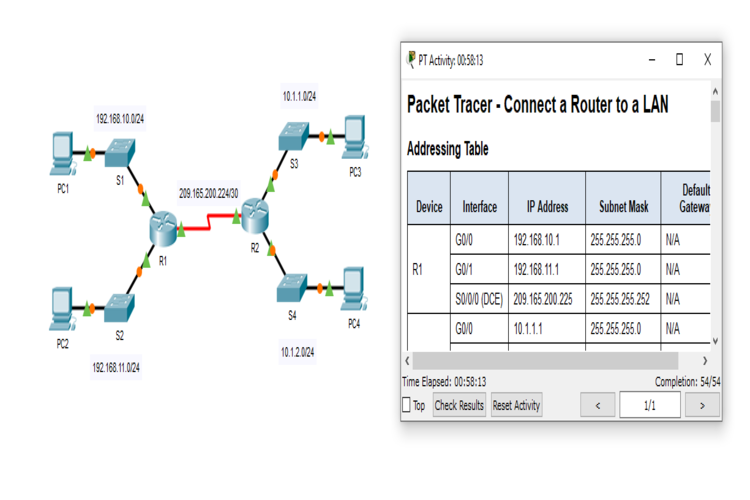 192.168.10.0/24
10.1.1.0/24
PC1
S1
S3
PC3
209.165.200.224/30
R1
R2
PC2
S2
S4
PC4
192.168.11.0/24
10.1.2.0/24
PT Activity: 00:58:13
Packet Tracer - Connect a Router to a LAN
Addressing Table
Device Interface IP Address Subnet Mask Default Gatewa
R1 G0/0 192.168.10.1 255.255.255.0 N/A
G0/1 192.168.11.1 255.255.255.0 N/A
S0/0/0 (DCE) 209.165.200.225 255.255.255.252 N/A
G0/0 10.1.1.1 255.255.255.0 N/A
Time Elapsed: 00:58:13 Completion: 54/54
Top Check Results Reset Activity < 1/1 >